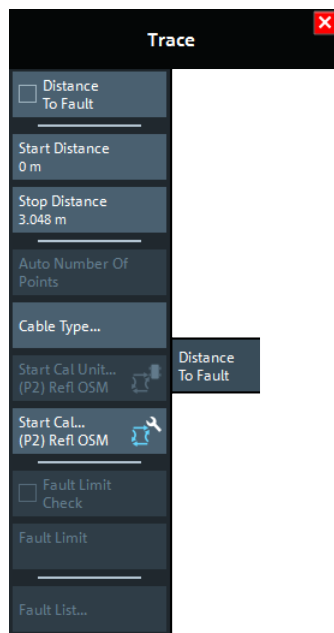 Trace
Distance
To Fault
Start Distance
0 m
Stop Distance
3.048 m
Auto Number Of
Points
Cable Type...
Start Cal Unit...
(P2) Refl OSM
Start Cal...
(P2) Refl OSM
Fault Limit
Check
Fault Limit
Fault List...
Distance
To Fault